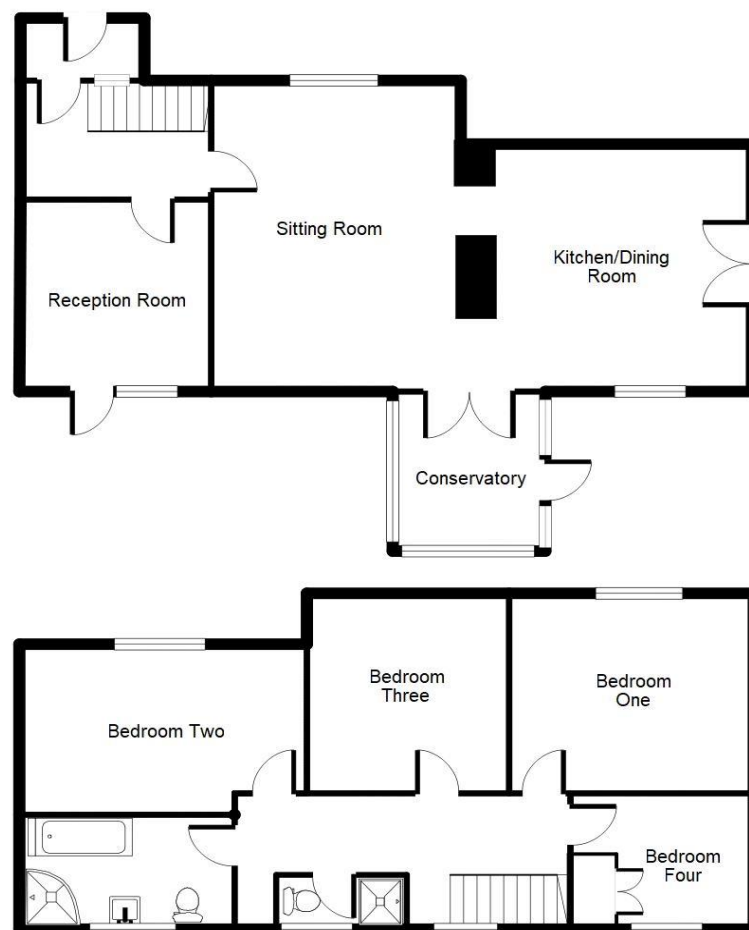 Sitting Room
Kitchen/Dining
Room
Reception Room
Conservatory
Bedroom
Three
Bedroom
One
Bedroom Two
Bedroom
Four